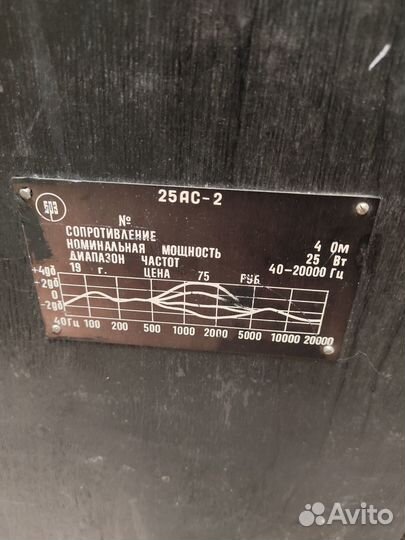 БРЗ
25АС-2
№
СОПРОТИВЛЕНИЕ 4 Ом
НОМИНАЛЬНАЯ МОЩНОСТЬ 25 Вт
ДИАПАЗОН ЧАСТОТ 40-20000 Гц
19 г. ЦЕНА 75 РУБ
+4дб
+2дб
0
-2дб
40Гц 100 200 500 1000 2000 5000 10000 20000
Avito